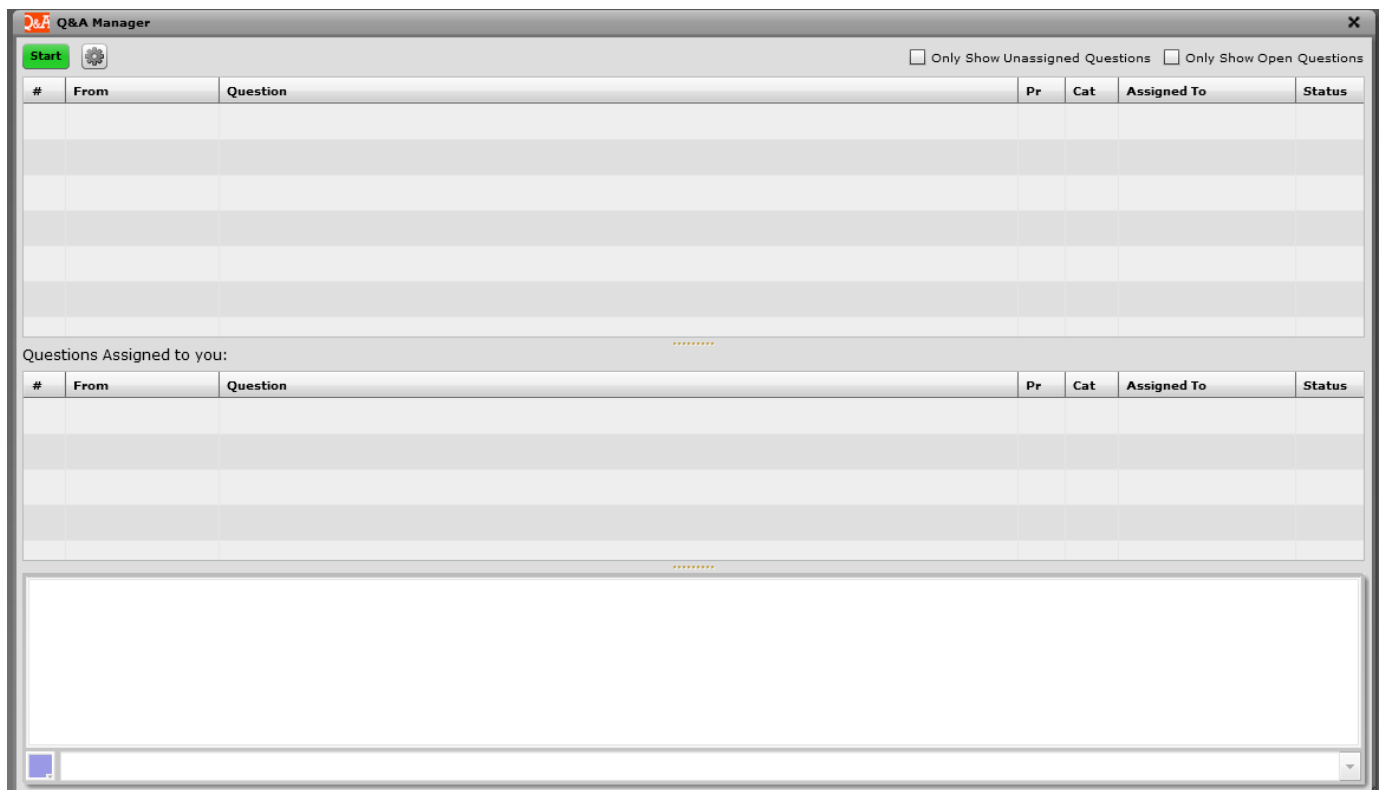 Q&A Q&A Manager
Start Only Show Unassigned Questions Only Show Open Questions
# From Question Pr Cat Assigned To Status
Questions Assigned to you:
# From Question Pr Cat Assigned To Status